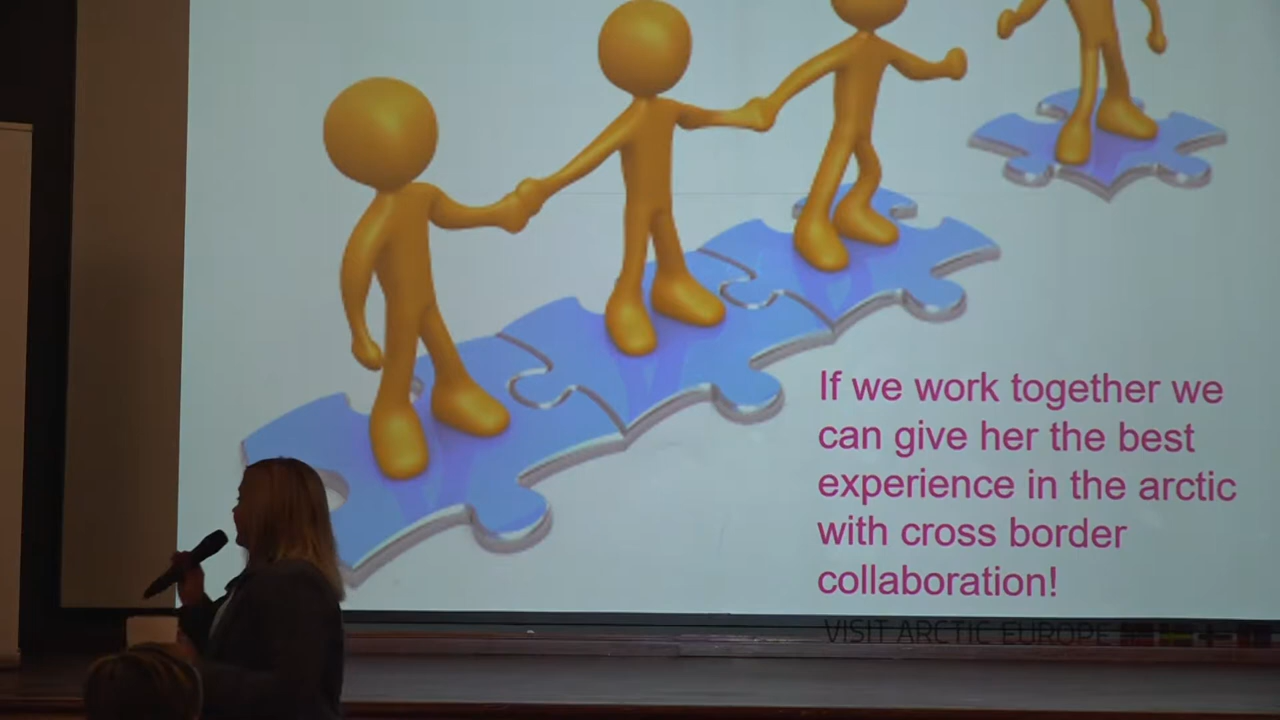 If we work together we
can give her the best
experience in the arctic
with cross border
collaboration!
VISIT ARCTIC EUROPE